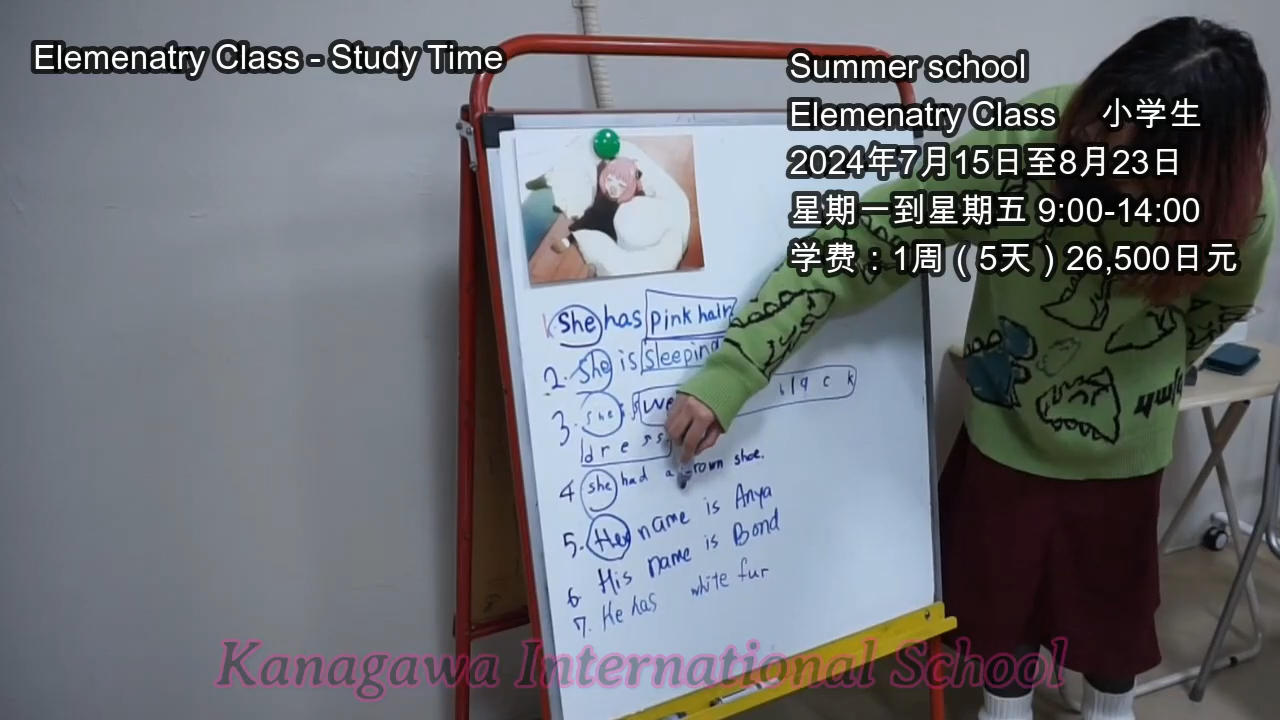 Elemenatry Class - Study Time
Summer school
Elemenatry Class 小学生
2024年7月15日至8月23日
星期一到星期五 9:00-14:00
学费：1周（5天）26,500日元
1. She has pink hair
2. She is sleeping
3. she black
dress
4 she had a brown shoe.
5. Her name is Anya
6 His name is Bond
7. He has white fur
Kanagawa International School